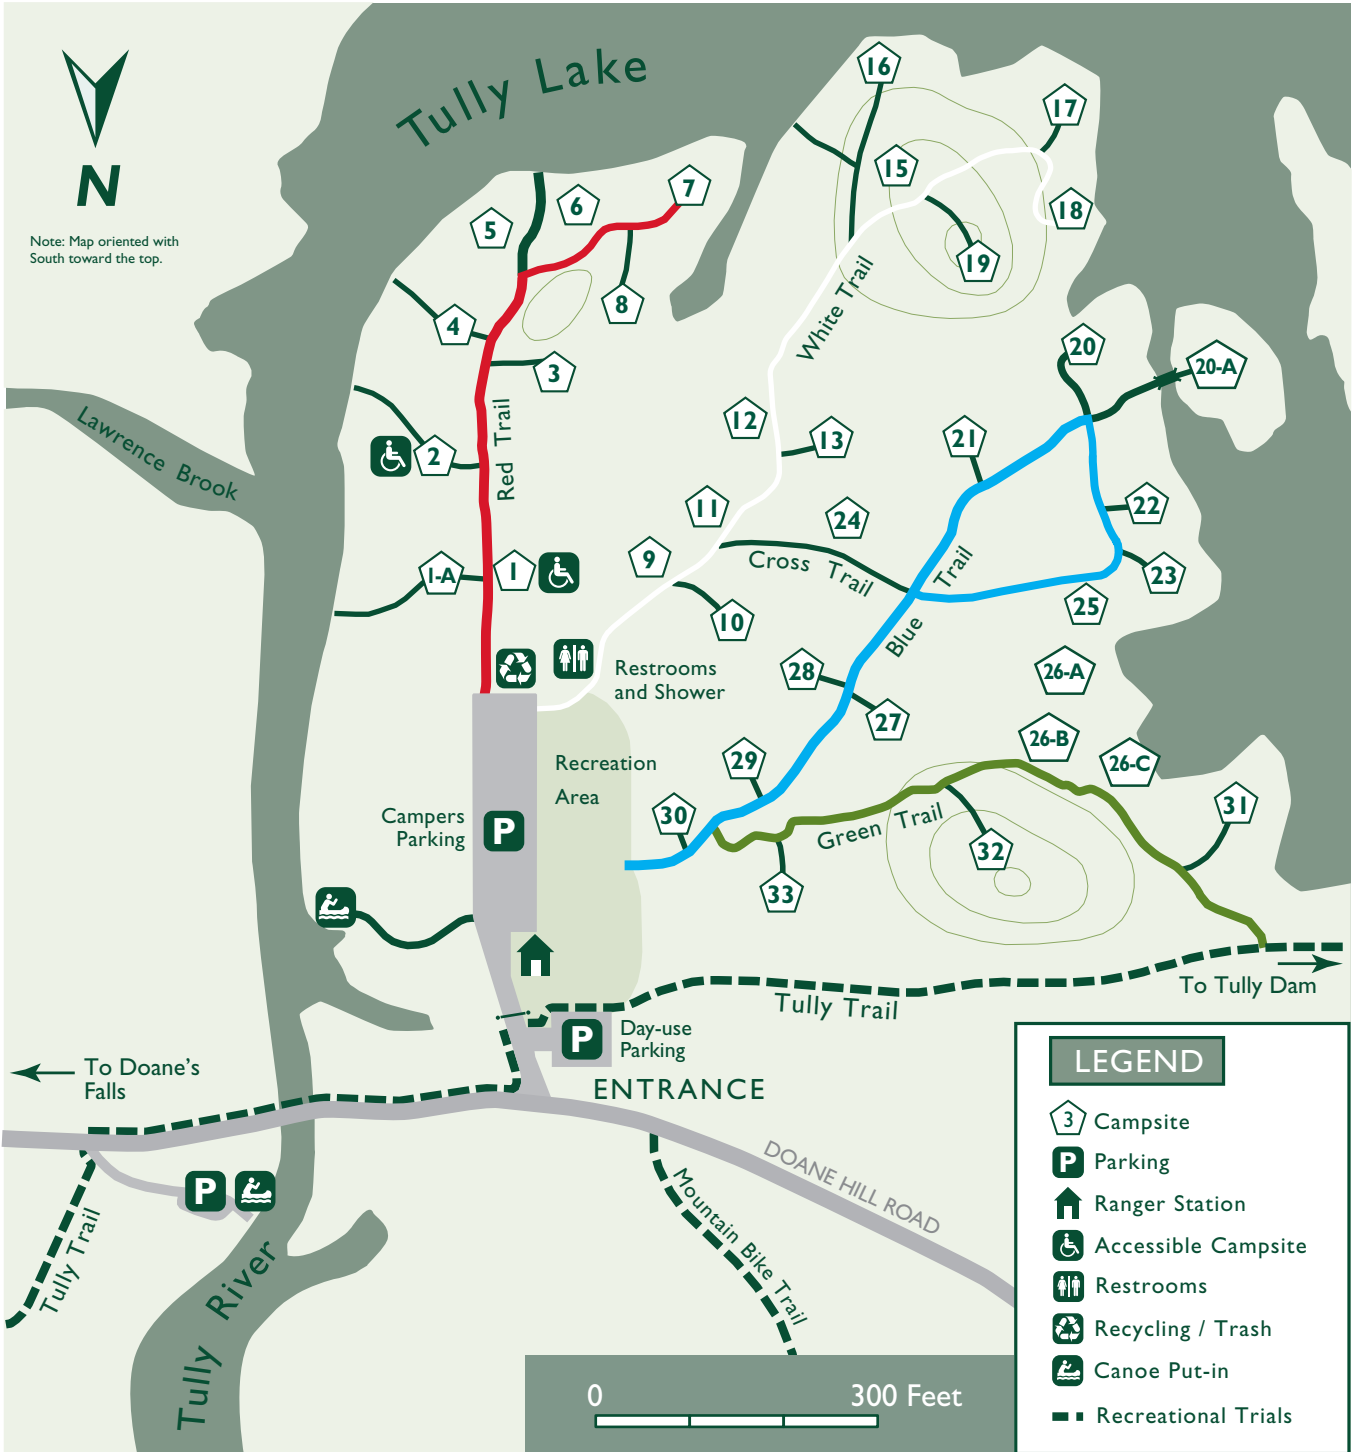 Tully Lake
N
Note: Map oriented with
South toward the top.
16
17
15
18
19
7
6
5
8
4
3
White Trail
20
20-A
Lawrence Brook
Red Trail
2
12
13
21
11
24
22
Cross Trail
Blue Trail
9
1-A
1
23
10
25
Restrooms
and Shower
28
26-A
27
26-B
26-C
Recreation
Area
29
30
31
Campers
Parking
P
Green Trail
32
33
To Tully Dam
Tully Trail
P
Day-use
Parking
To Doane's
Falls
ENTRANCE
DOANE HILL ROAD
Mountain Bike Trail
P
Tully Trail
Tully River
0
300 Feet
LEGEND
3 Campsite
P Parking
Ranger Station
Accessible Campsite
Restrooms
Recycling / Trash
Canoe Put-in
Recreational Trials